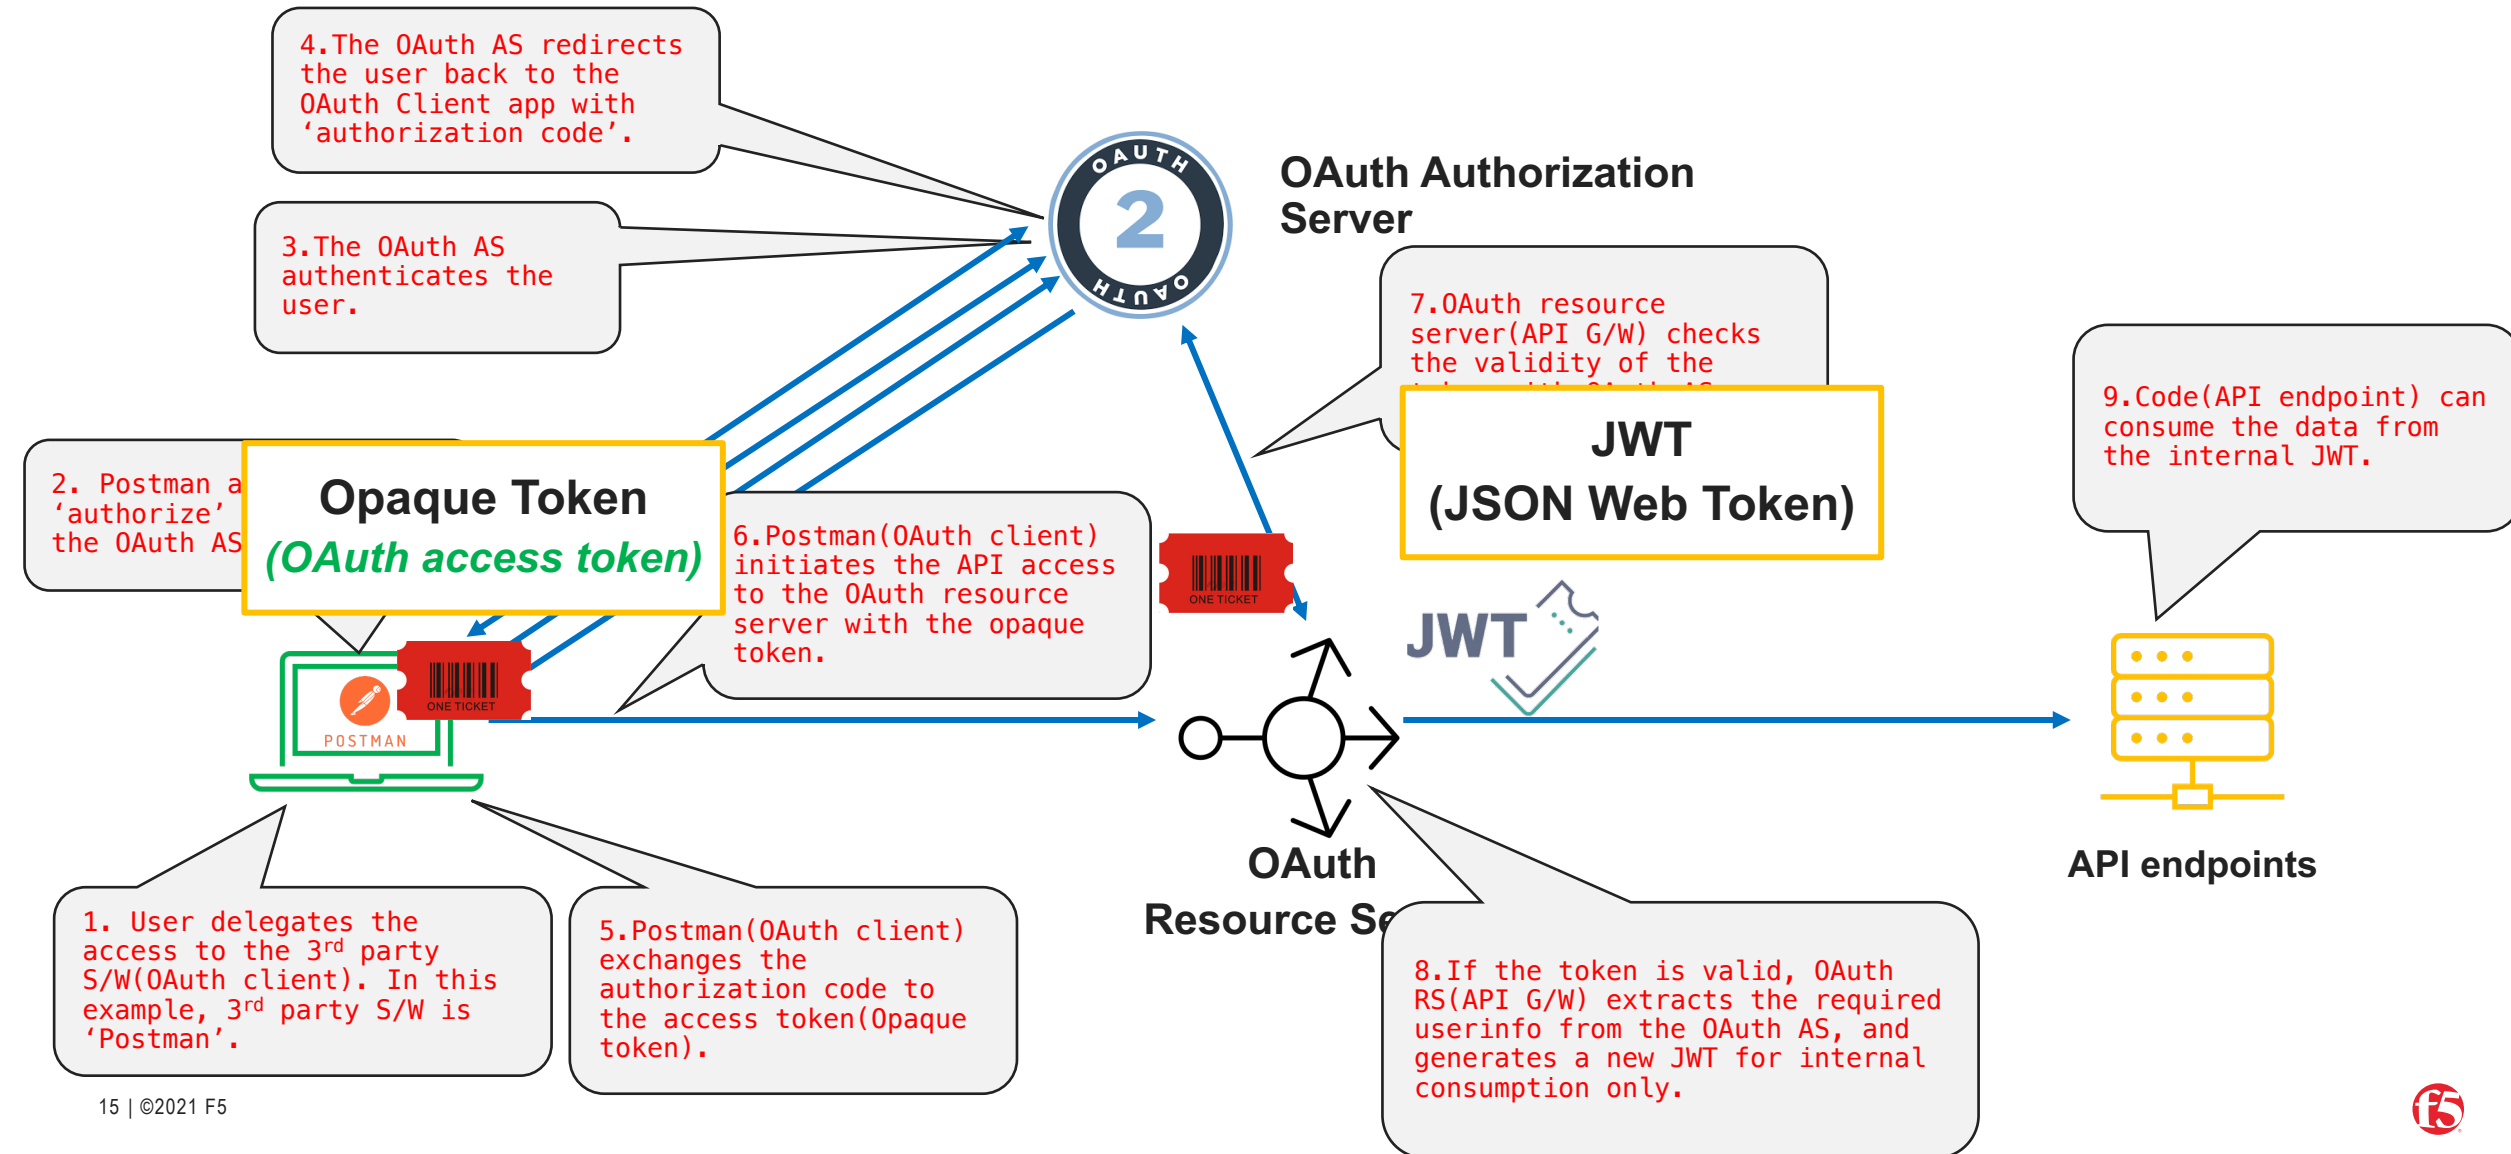 4.The OAuth AS redirects
the user back to the
OAuth Client app with
‘authorization code’.
OAUTH
2
OAUTH
OAuth Authorization
Server
3.The OAuth AS
authenticates the
user.
7.OAuth resource
server(API G/W) checks
the validity of the
JWT
(JSON Web Token)
9.Code(API endpoint) can
consume the data from
the internal JWT.
2. Postman a
‘authorize’
the OAuth AS
Opaque Token
(OAuth access token)
6.Postman(OAuth client)
initiates the API access
to the OAuth resource
server with the opaque
token.
ONE TICKET
JWT
POSTMAN
ONE TICKET
OAuth
Resource Se
API endpoints
1. User delegates the
access to the 3rd party
S/W(OAuth client). In this
example, 3rd party S/W is
‘Postman’.
5.Postman(OAuth client)
exchanges the
authorization code to
the access token(Opaque
token).
8.If the token is valid, OAuth
RS(API G/W) extracts the required
userinfo from the OAuth AS, and
generates a new JWT for internal
consumption only.
15 | ©2021 F5
f5